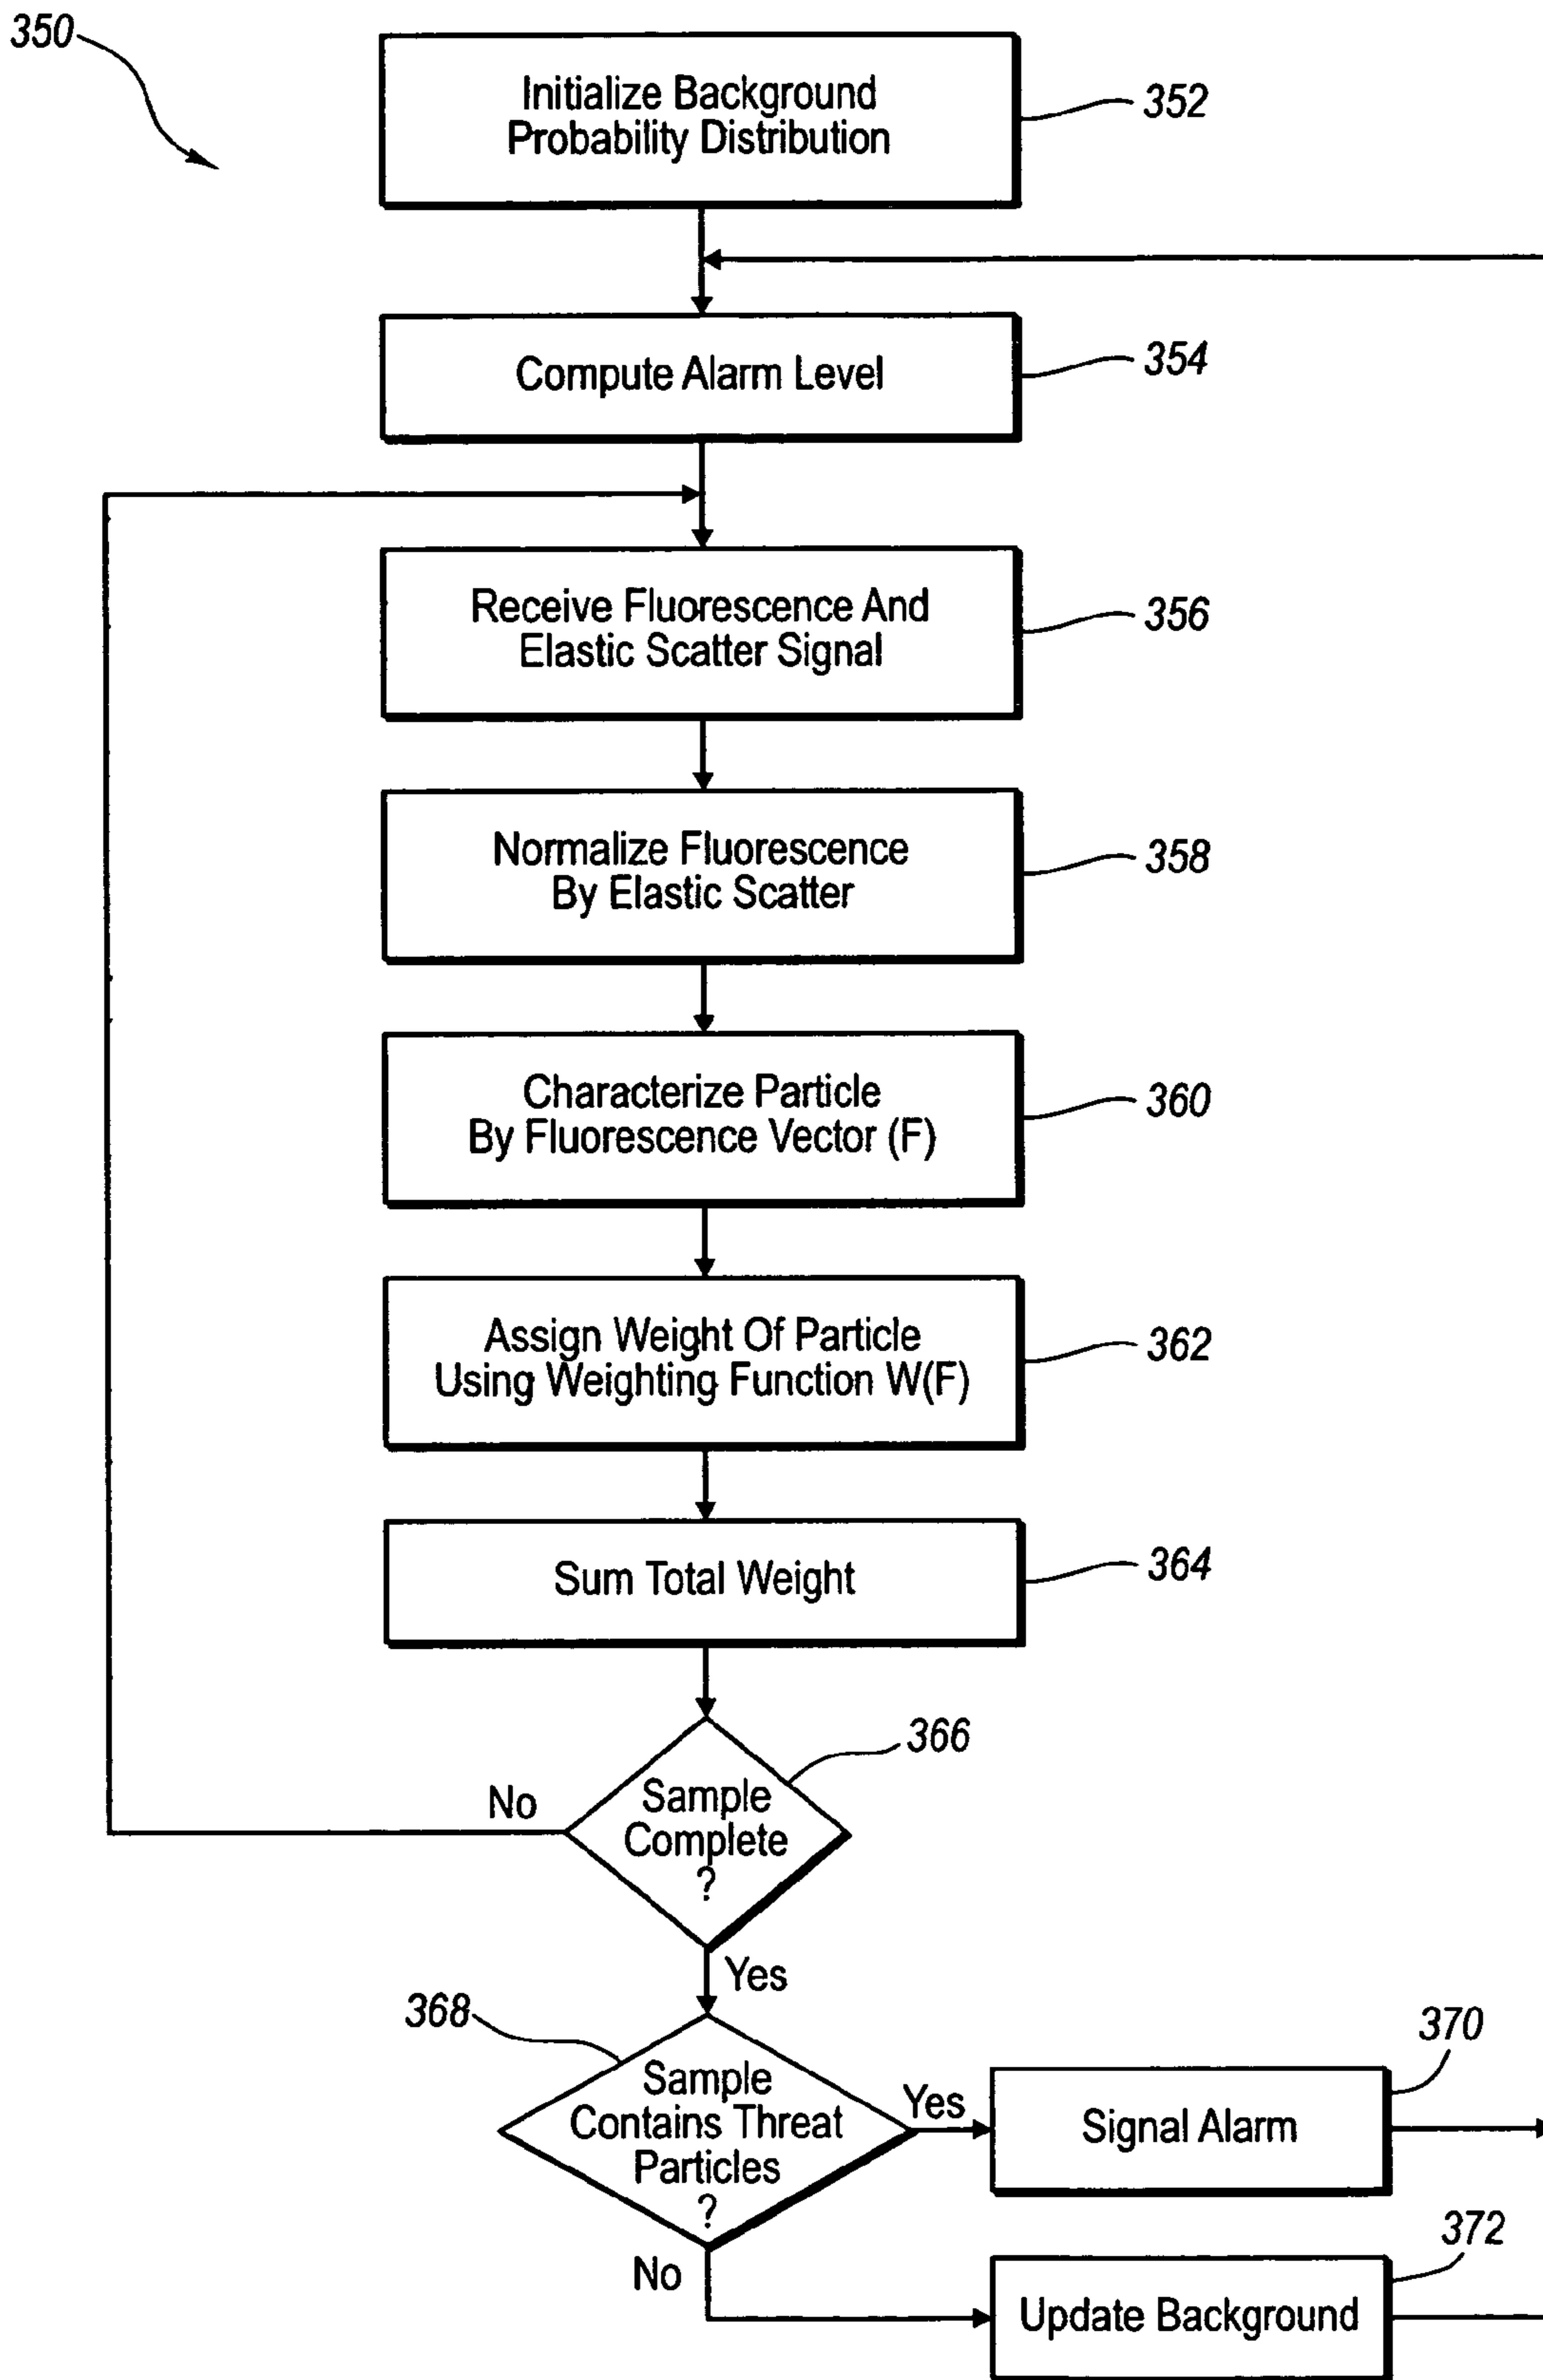 350
Initialize Background
Probability Distribution
352
Compute Alarm Level
354
Receive Fluorescence And
Elastic Scatter Signal
356
Normalize Fluorescence
By Elastic Scatter
358
Characterize Particle
By Fluorescence Vector (F)
360
Assign Weight Of Particle
Using Weighting Function W(F)
362
Sum Total Weight
364
366
Sample
Complete
?
No
Yes
368
Sample
Contains Threat
Particles
?
Yes
370
Signal Alarm
No
372
Update Background